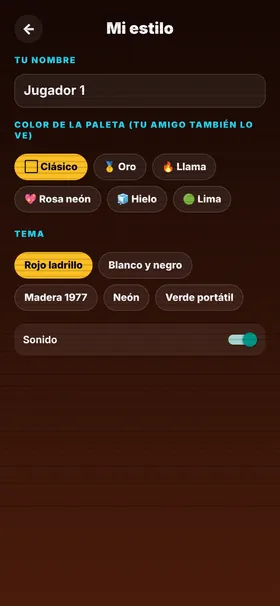 Mi estilo
TU NOMBRE
Jugador 1
COLOR DE LA PALETA (TU AMIGO TAMBIÉN LO
VE)
Clásico
🥇 Oro
🔥 Llama
💖 Rosa neón
🧊 Hielo
🟢 Lima
TEMA
Rojo ladrillo
Blanco y negro
Madera 1977
Neón
Verde portátil
Sonido